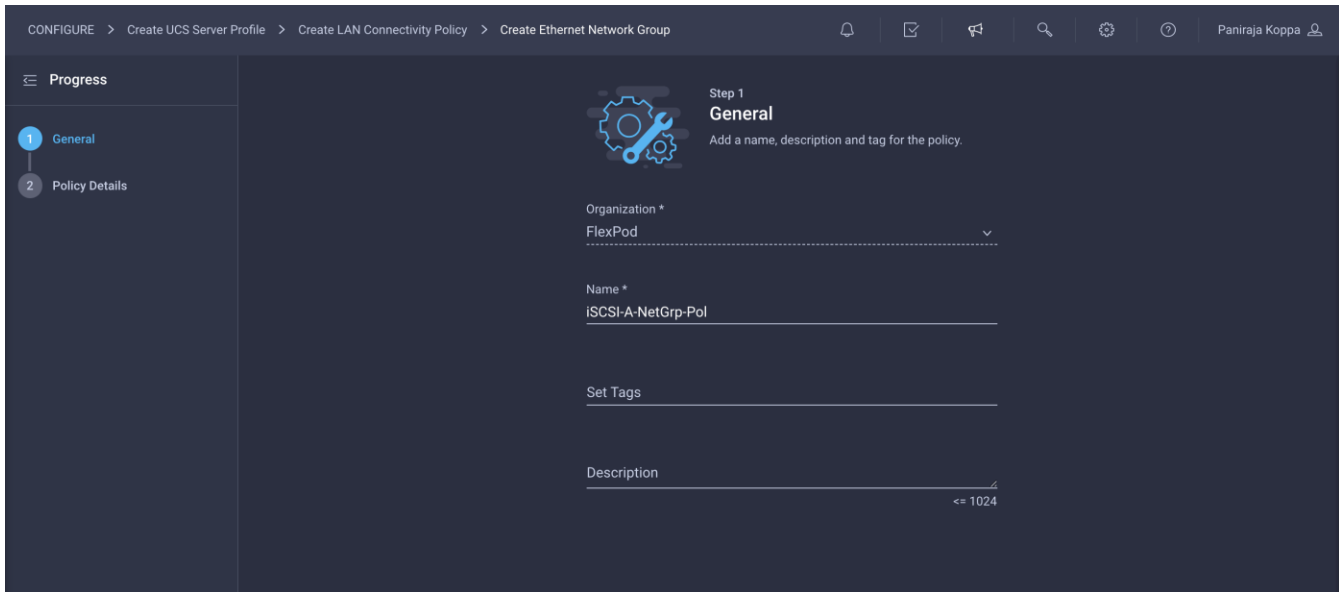 CONFIGURE > Create UCS Server Profile > Create LAN Connectivity Policy > Create Ethernet Network Group
Paniraja Koppa
Progress
1 General
2 Policy Details
Step 1
General
Add a name, description and tag for the policy.
Organization *
FlexPod
Name *
iSCSI-A-NetGrp-Pol
Set Tags
Description
<= 1024